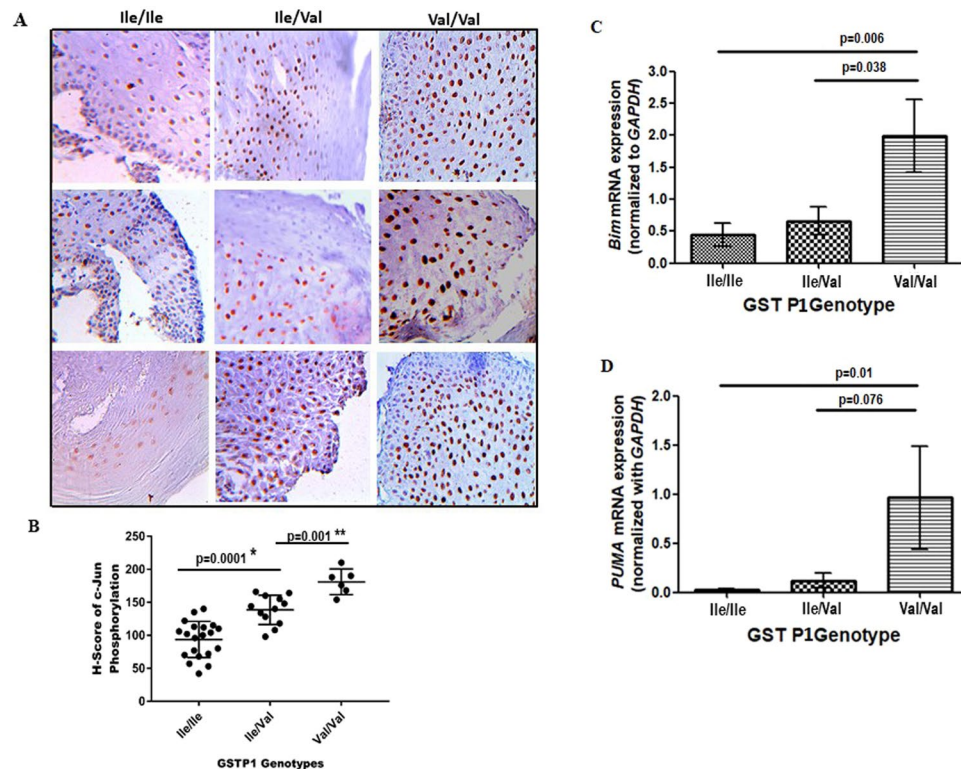 A
Ile/Ile
Ile/Val
Val/Val
B
p=0.0001 *
p=0.001 **
H-Score of c-Jun
Phosphorylation
250
200
150
100
50
0
Ile/Ile
Ile/Val
Val/Val
GSTP1 Genotypes
C
p=0.006
p=0.038
Bim mRNA expression
(normalized to GAPDH)
3.0
2.5
2.0
1.5
1.0
0.5
0.0
Ile/Ile
Ile/Val
Val/Val
GST P1Genotype
D
p=0.01
p=0.076
PUMA mRNA expression
(normalized with GAPDH)
2.0
1.5
1.0
0.5
0.0
Ile/Ile
Ile/Val
Val/Val
GST P1Genotype